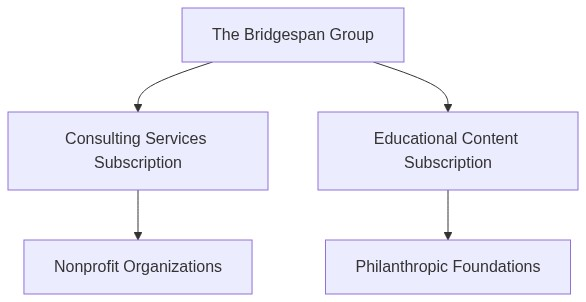 The Bridgespan Group
Consulting Services
Subscription
Educational Content
Subscription
Nonprofit Organizations
Philanthropic Foundations